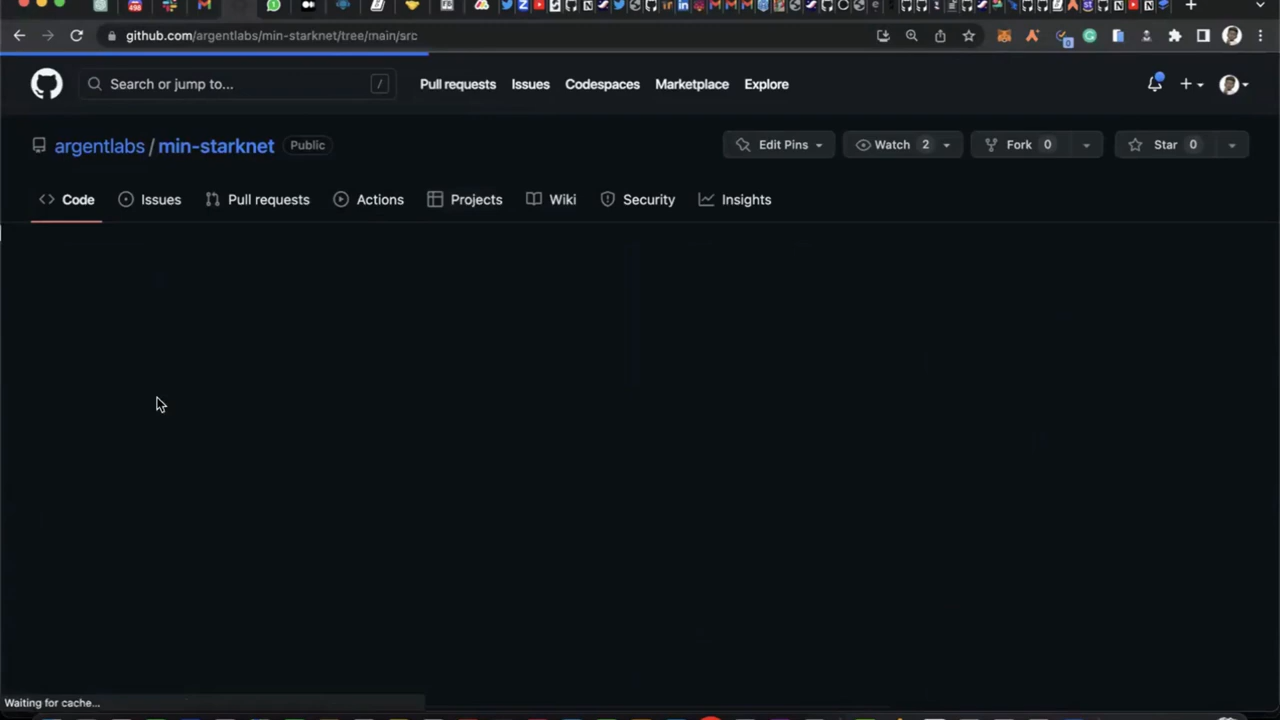 github.com/argentlabs/min-starknet/tree/main/src
Search or jump to... /
Pull requests
Issues
Codespaces
Marketplace
Explore
argentlabs / min-starknet Public
Edit Pins
Watch 2
Fork 0
Star 0
Code
Issues
Pull requests
Actions
Projects
Wiki
Security
Insights
Waiting for cache...